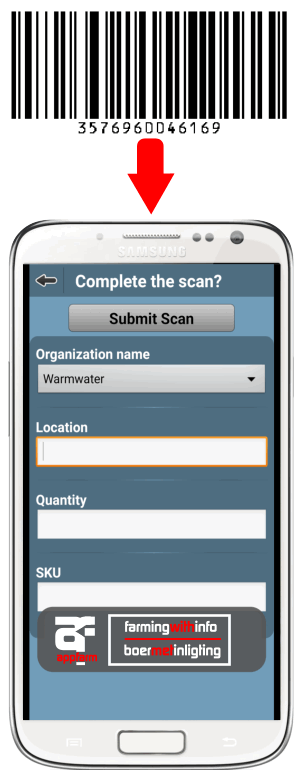 3576960046169
SAMSUNG
Complete the scan?
Submit Scan
Organization name
Warmwater
Location
Quantity
SKU
appfarm
farmingwithinfo
boermetinligting